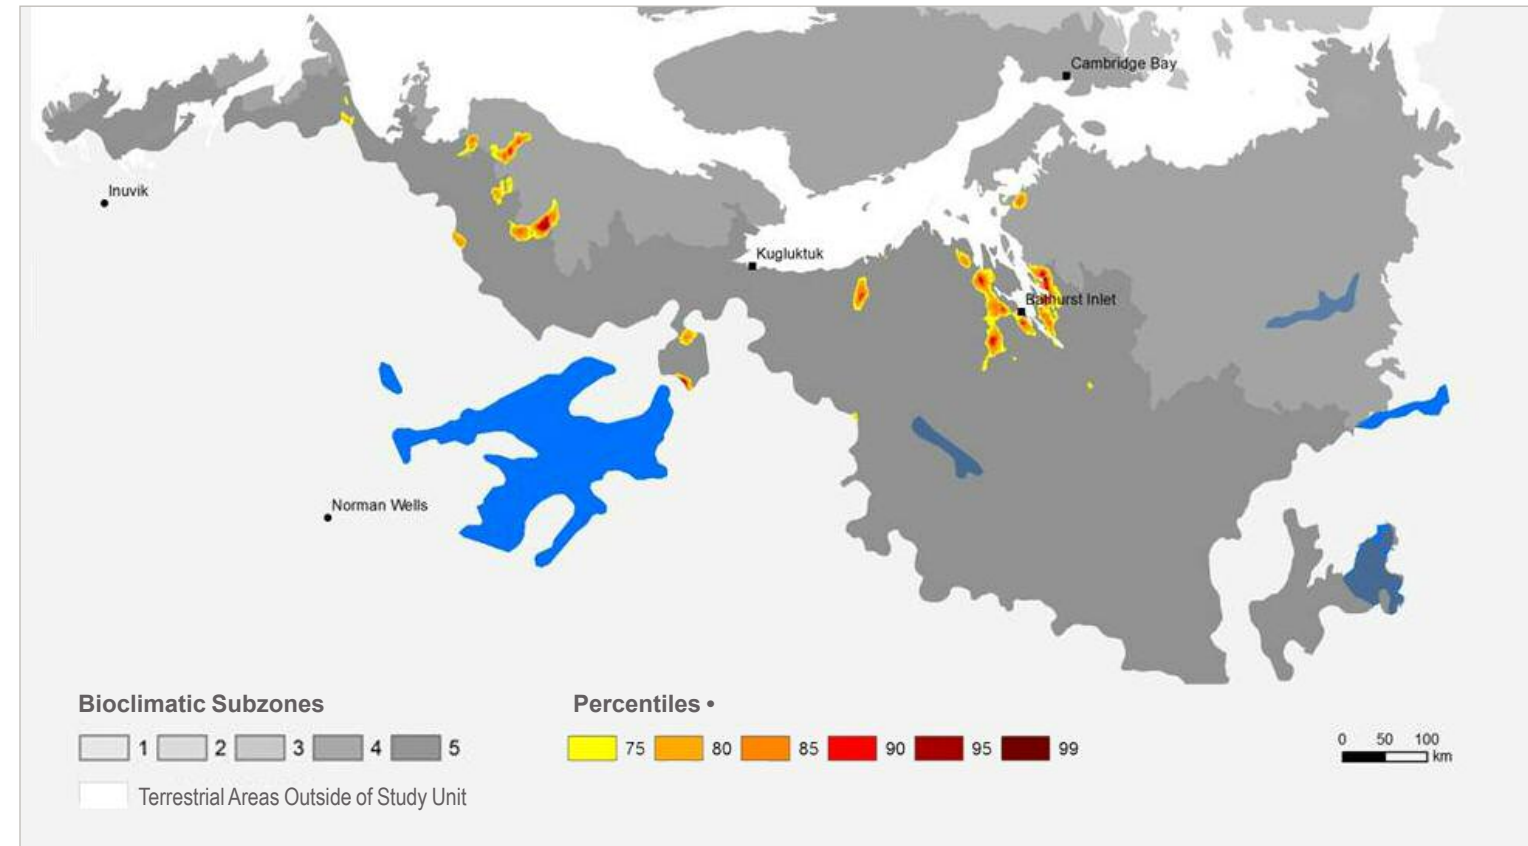 Cambridge Bay
Inuvik
Kugluktuk
Bathurst Inlet
Norman Wells
Bioclimatic Subzones
1 2 3 4 5
Terrestrial Areas Outside of Study Unit
Percentiles •
75 80 85 90 95 99
0 50 100
km